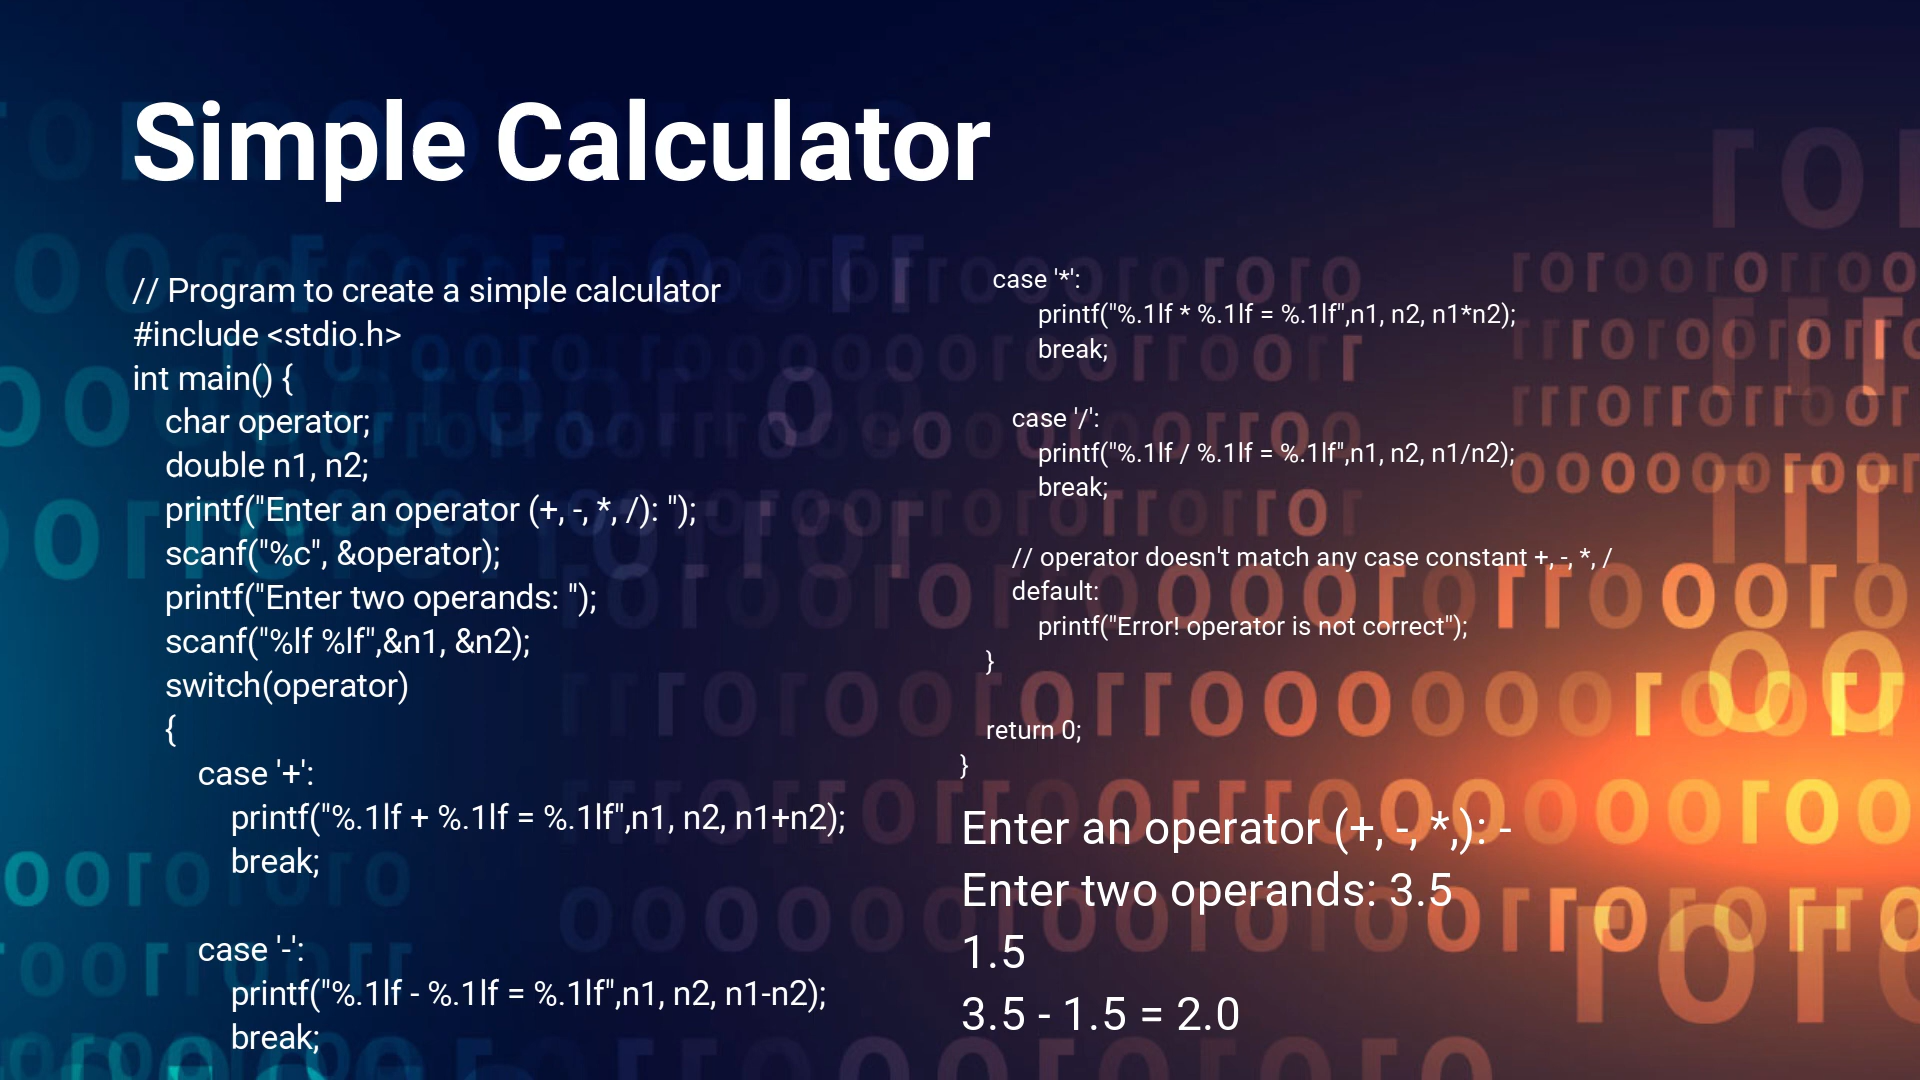 Simple Calculator
// Program to create a simple calculator
#include <stdio.h>
int main() {
char operator;
double n1, n2;
printf("Enter an operator (+, -, *, /): ");
scanf("%c", &operator);
printf("Enter two operands: ");
scanf("%lf %lf",&n1, &n2);
switch(operator)
{
case '+':
printf("%.1lf + %.1lf = %.1lf",n1, n2, n1+n2);
break;
case '-':
printf("%.1lf - %.1lf = %.1lf",n1, n2, n1-n2);
break;
case '*':
printf("%.1lf * %.1lf = %.1lf",n1, n2, n1*n2);
break;
case '/':
printf("%.1lf / %.1lf = %.1lf",n1, n2, n1/n2);
break;
// operator doesn't match any case constant +, -, *, /
default:
printf("Error! operator is not correct");
}
return 0;
}
Enter an operator (+, -, *,): -
Enter two operands: 3.5
1.5
3.5 - 1.5 = 2.0